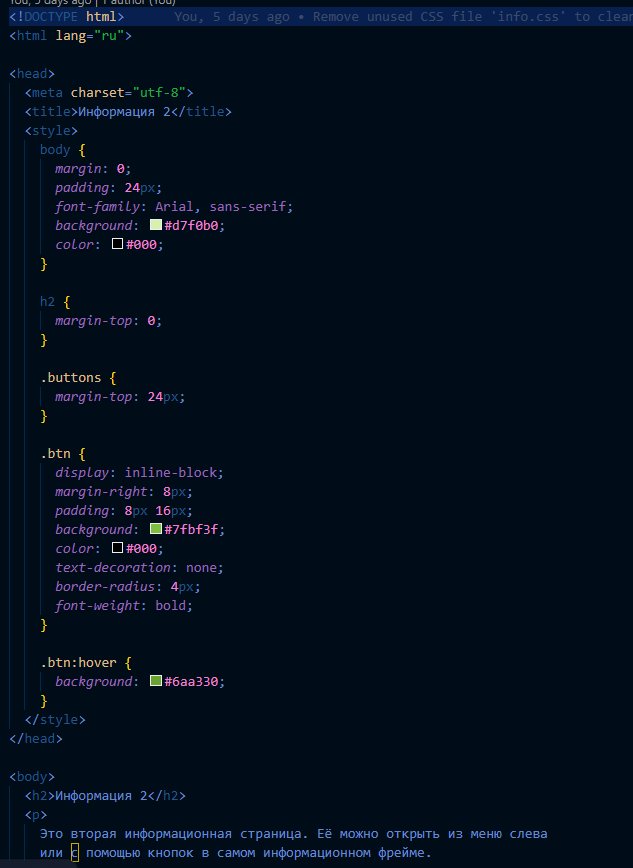 You, 5 days ago | 1 author (You)
<!DOCTYPE html>      You, 5 days ago • Remove unused CSS file 'info.css' to clean
<html lang="ru">

<head>
  <meta charset="utf-8">
  <title>Информация 2</title>
  <style>
    body {
      margin: 0;
      padding: 24px;
      font-family: Arial, sans-serif;
      background: #d7f0b0;
      color: #000;
    }

    h2 {
      margin-top: 0;
    }

    .buttons {
      margin-top: 24px;
    }

    .btn {
      display: inline-block;
      margin-right: 8px;
      padding: 8px 16px;
      background: #7fbf3f;
      color: #000;
      text-decoration: none;
      border-radius: 4px;
      font-weight: bold;
    }

    .btn:hover {
      background: #6aa330;
    }
  </style>
</head>

<body>
  <h2>Информация 2</h2>
  <p>
    Это вторая информационная страница. Её можно открыть из меню слева
    или с помощью кнопок в самом информационном фрейме.